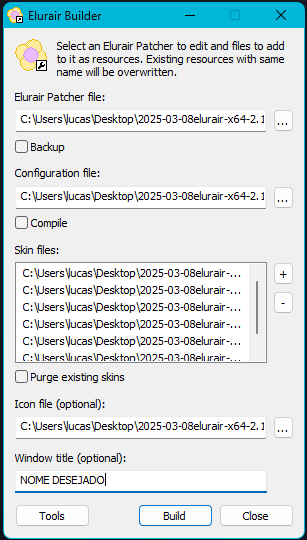 Elurair Builder
Select an Elurair Patcher to edit and files to add
to it as resources. Existing resources with same
name will be overwritten.
Elurair Patcher file:
C:\Users\lucas\Desktop\2025-03-08elurair-x64-2.1
...
Backup
Configuration file:
C:\Users\lucas\Desktop\2025-03-08elurair-x64-2.1
...
Compile
Skin files:
C:\Users\lucas\Desktop\2025-03-08elurair-...
+
C:\Users\lucas\Desktop\2025-03-08elurair-...
-
C:\Users\lucas\Desktop\2025-03-08elurair-...
C:\Users\lucas\Desktop\2025-03-08elurair-...
C:\Users\lucas\Desktop\2025-03-08elurair-...
C:\Users\lucas\Desktop\2025-03-08elurair-...
Purge existing skins
Icon file (optional):
C:\Users\lucas\Desktop\2025-03-08elurair-x64-2.1
...
Window title (optional):
NOME DESEJADO
Tools Build Close